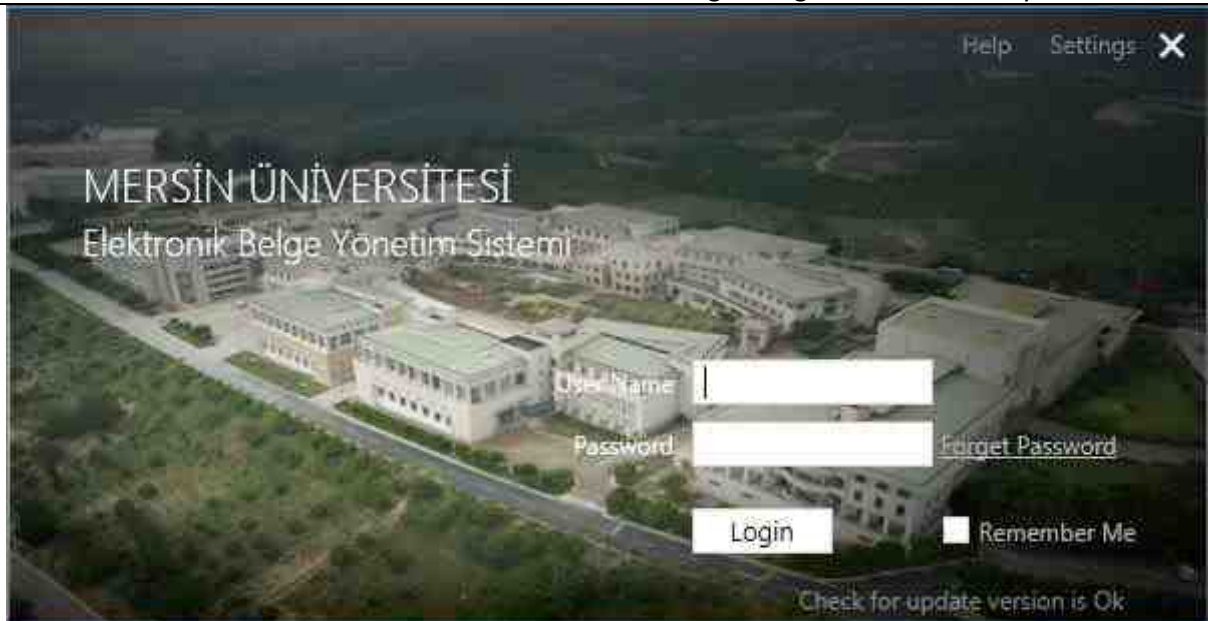 Help Settings X
MERSİN ÜNİVERSİTESİ
Elektronik Belge Yönetim Sistemi
User Name
Password Forget Password
Login Remember Me
Check for update version is Ok